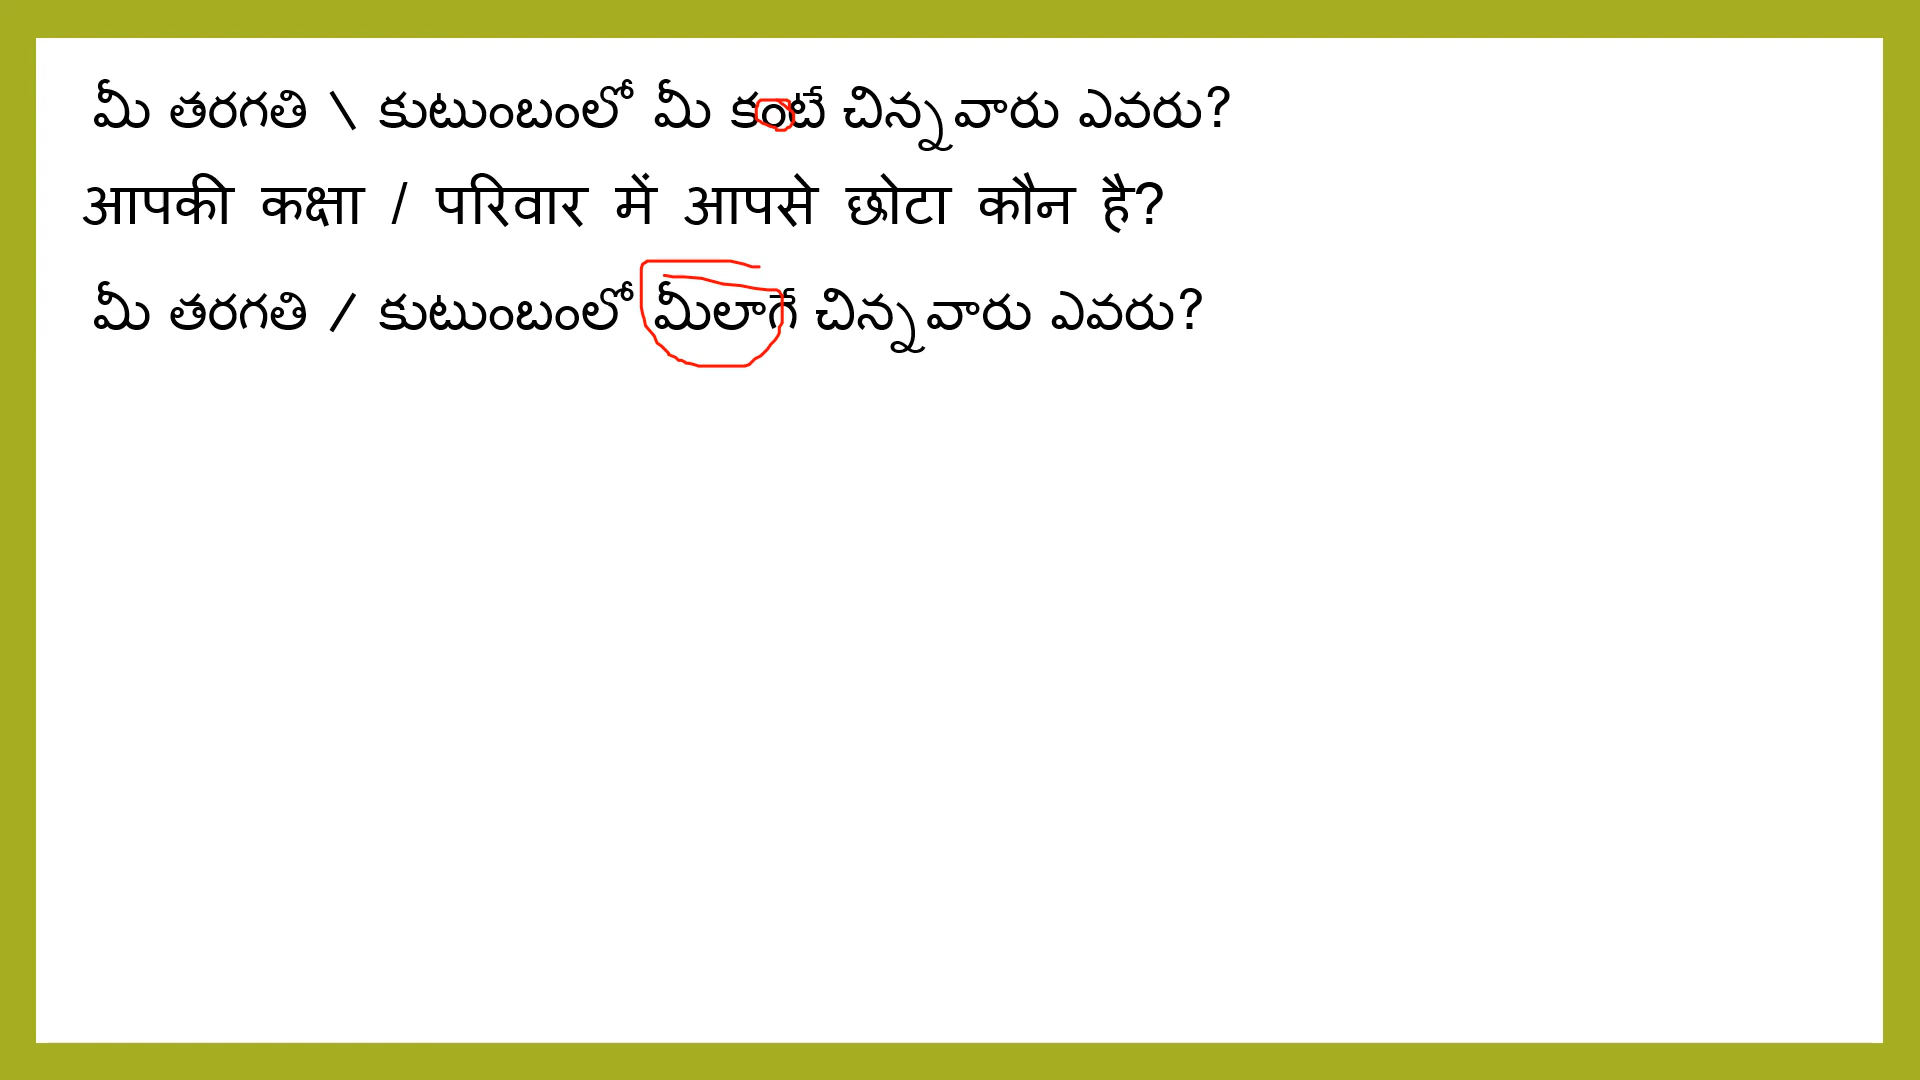 మీ తరగతి \ కుటుంబంలో మీ కంటే చిన్నవారు ఎవరు?
आपकी कक्षा / परिवार में आपसे छोटा कौन है?
మీ తరగతి / కుటుంబంలో మీలాగే చిన్నవారు ఎవరు?